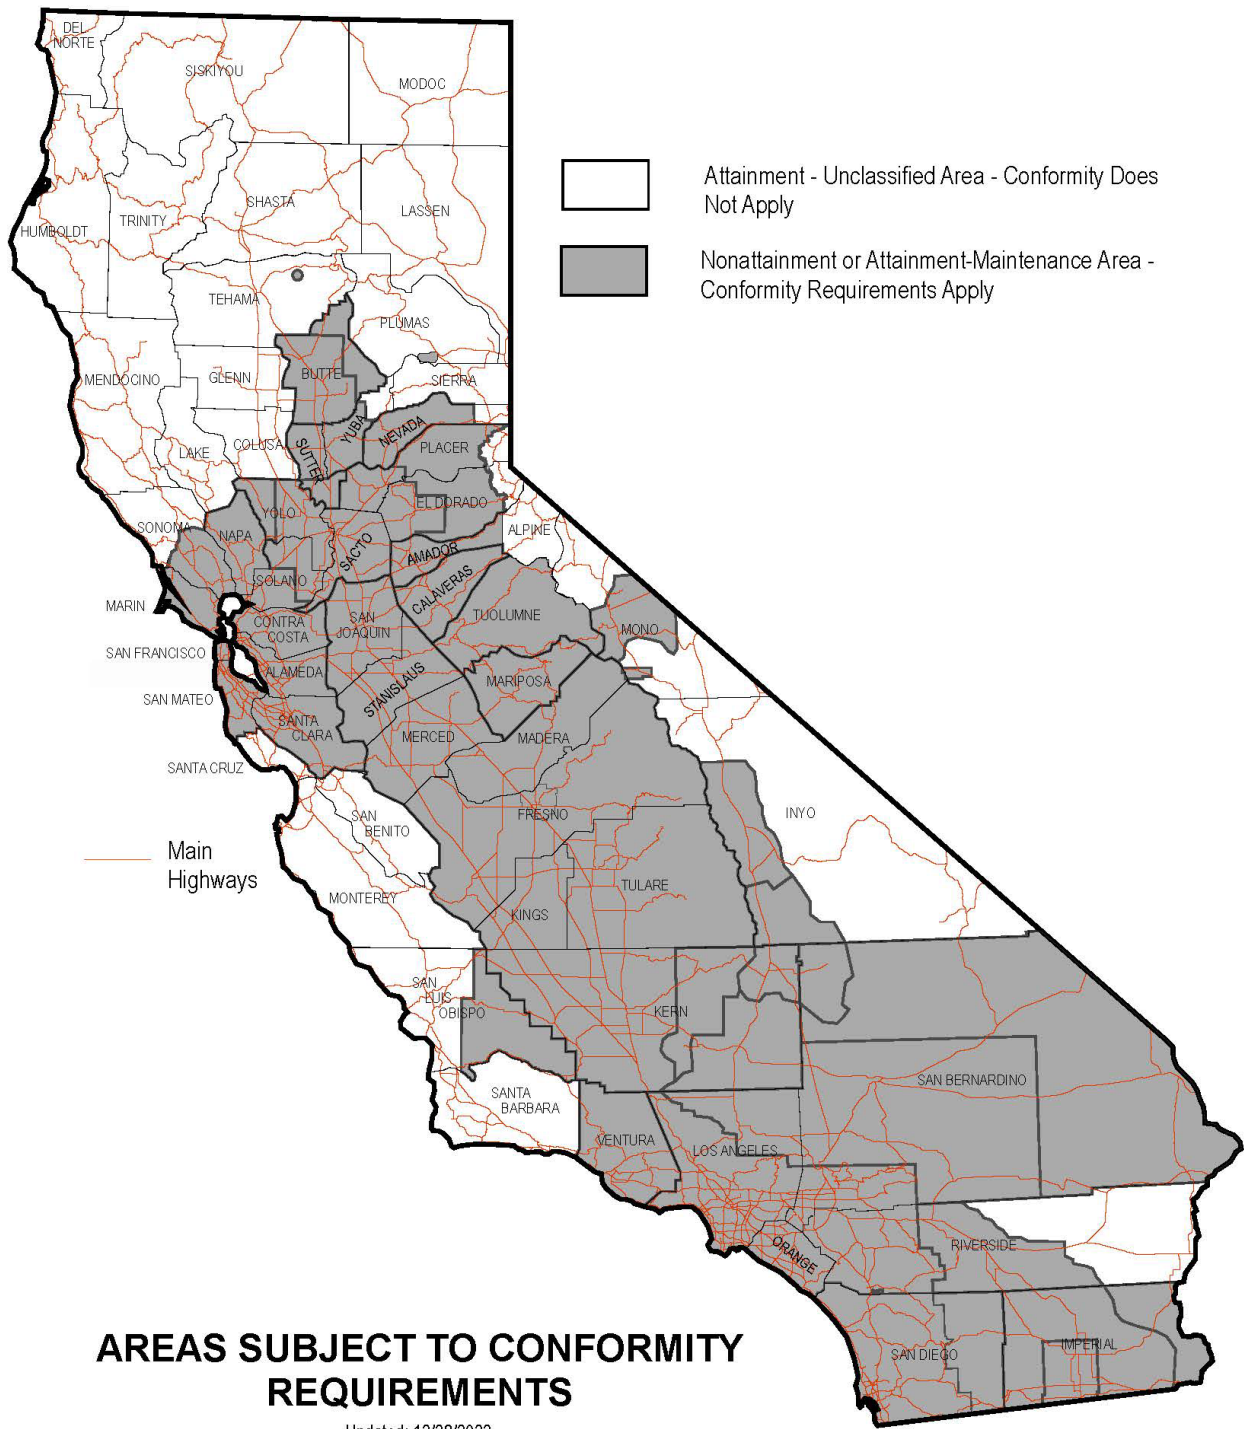 DEL
NORTE
SISKIYOU
MODOC
HUMBOLDT
TRINITY
SHASTA
LASSEN
TEHAMA
PLUMAS
MENDOCINO
GLENN
BUTTE
SIERRA
LAKE
COLUSA
SUTTER
YUBA
NEVADA
PLACER
SONOMA
NAPA
YOLO
EL DORADO
SAC'TO
ALPINE
AMADOR
SOLANO
CALAVERAS
MARIN
CONTRA
COSTA
SAN
JOAQUIN
TUOLUMNE
MONO
SAN FRANCISCO
ALAMEDA
STANISLAUS
MARIPOSA
SAN MATEO
SANTA
CLARA
MERCED
MADERA
SANTA CRUZ
SAN
BENITO
FRESNO
INYO
MONTEREY
KINGS
TULARE
SAN
LUIS
OBISPO
KERN
SANTA
BARBARA
SAN BERNARDINO
VENTURA
LOS ANGELES
ORANGE
RIVERSIDE
SAN DIEGO
IMPERIAL
Attainment - Unclassified Area - Conformity Does
Not Apply
Nonattainment or Attainment-Maintenance Area -
Conformity Requirements Apply
Main
Highways
AREAS SUBJECT TO CONFORMITY
REQUIREMENTS